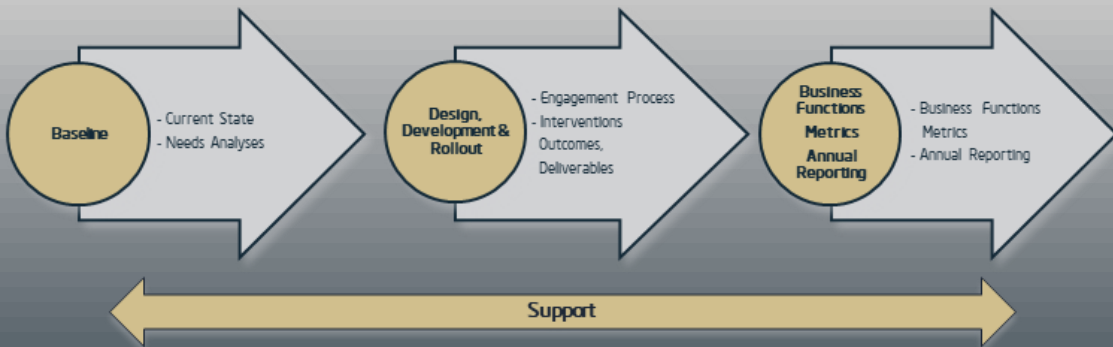 Baseline
- Current State
- Needs Analyses
Design,
Development &
Rollout
- Engagement Process
- Interventions
Outcomes,
Deliverables
Business
Functions
Metrics
Annual
Reporting
- Business Functions
Metrics
- Annual Reporting
Support